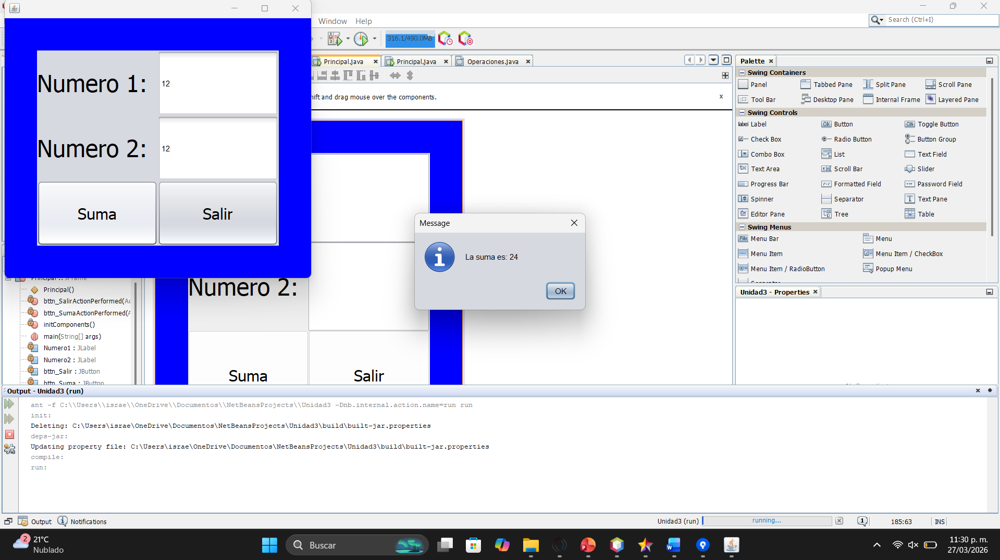 Window Help
Search (Ctrl+I)
316.1/490.0MB
Principal.java
Principal.java
Operaciones.java
hift and drag mouse over the components.
x
Numero 1:
12
Numero 2:
12
Suma
Salir
Numero 2:
Suma
Salir
Message
La suma es: 24
OK
Palette
Swing Containers
Panel Tabbed Pane Split Pane Scroll Pane
Tool Bar Desktop Pane Internal Frame Layered Pane
Swing Controls
label Label OK Button ON Toggle Button
Check Box Radio Button Button Group
Combo Box List Text Field
Text Area Scroll Bar Slider
Progress Bar Formatted Field Password Field
Spinner Separator Text Pane
Editor Pane Tree Table
Swing Menus
File Menu Bar Menu
Menu Item Menu Item / CheckBox
Menu Item / RadioButton Popup Menu
Separator
Unidad3 - Properties
Principal :: JFrame
Principal()
bttn_SalirActionPerformed(Ac
bttn_SumaActionPerformed(A
initComponents()
main(String[] args)
Numero1 : JLabel
Numero2 : JLabel
bttn_Salir : JButton
bttn_Suma : JButton
Output - Unidad3 (run)
ant -f C:\\Users\\israe\\OneDrive\\Documentos\\NetBeansProjects\\Unidad3 -Dnb.internal.action.name=run run
init:
Deleting: C:\Users\israe\OneDrive\Documentos\NetBeansProjects\Unidad3\build\built-jar.properties
deps-jar:
Updating property file: C:\Users\israe\OneDrive\Documentos\NetBeansProjects\Unidad3\build\built-jar.properties
compile:
run:
Output Notifications
Unidad3 (run) running... 1 185:63 INS
2
21°C
Nublado
Buscar
11:30 p. m.
27/03/2026